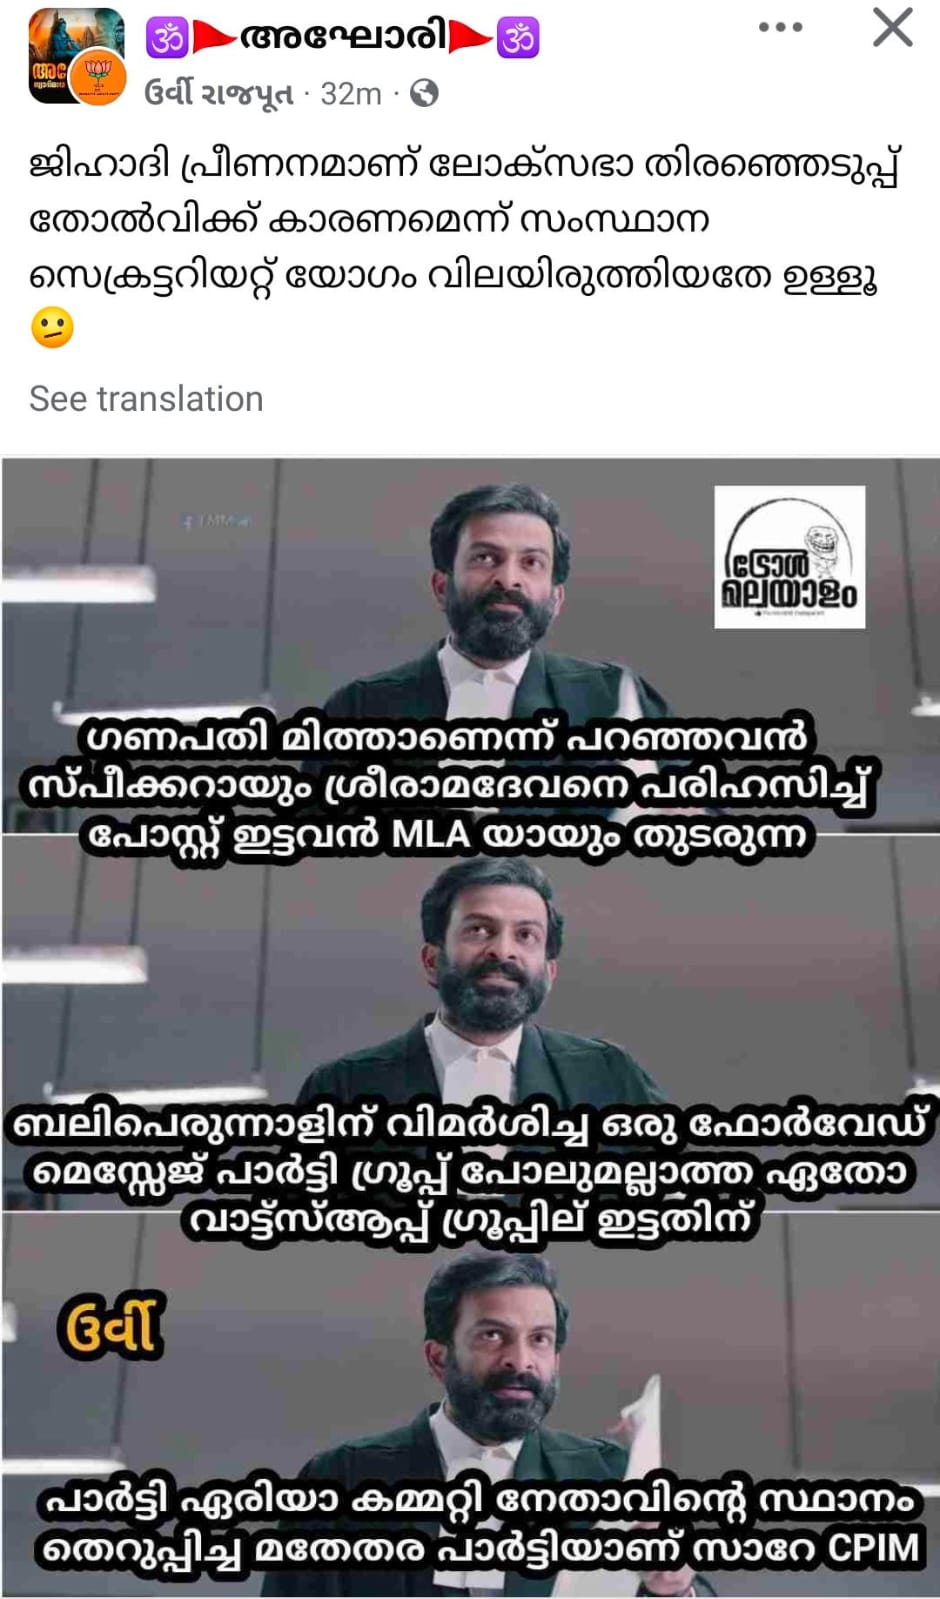 🕉️🚩അഘോരി🚩🕉️
ઉર્વી રાજપૂત · 32m ·
ജിഹാദി പ്രീണനമാണ് ലോക്സഭാ തിരഞ്ഞെടുപ്പ്
തോൽവിക്ക് കാരണമെന്ന് സംസ്ഥാന
സെക്രട്ടറിയറ്റ് യോഗം വിലയിരുത്തിയതേ ഉള്ളൂ
🫤
See translation
ട്രോൾ
മലയാളം
ഗണപതി മിത്താണെന്ന് പറഞ്ഞവൻ
സ്പീക്കറായും ശ്രീരാമദേവനെ പരിഹസിച്ച്
പോസ്റ്റ് ഇട്ടവൻ MLA യായും തുടരുന്ന
ബലിപെരുന്നാളിന് വിമർശിച്ച ഒരു ഫോർവേഡ്
മെസ്സേജ് പാർട്ടി ഗ്രൂപ്പ് പോലുമല്ലാത്ത ഏതോ
വാട്ട്സ്ആപ്പ് ഗ്രൂപ്പില് ഇട്ടതിന്
ઉર્વી
പാർട്ടി ഏരിയാ കമ്മറ്റി നേതാവിന്റെ സ്ഥാനം
തെറുപ്പിച്ച മതേതര പാർട്ടിയാണ് സാറേ CPIM